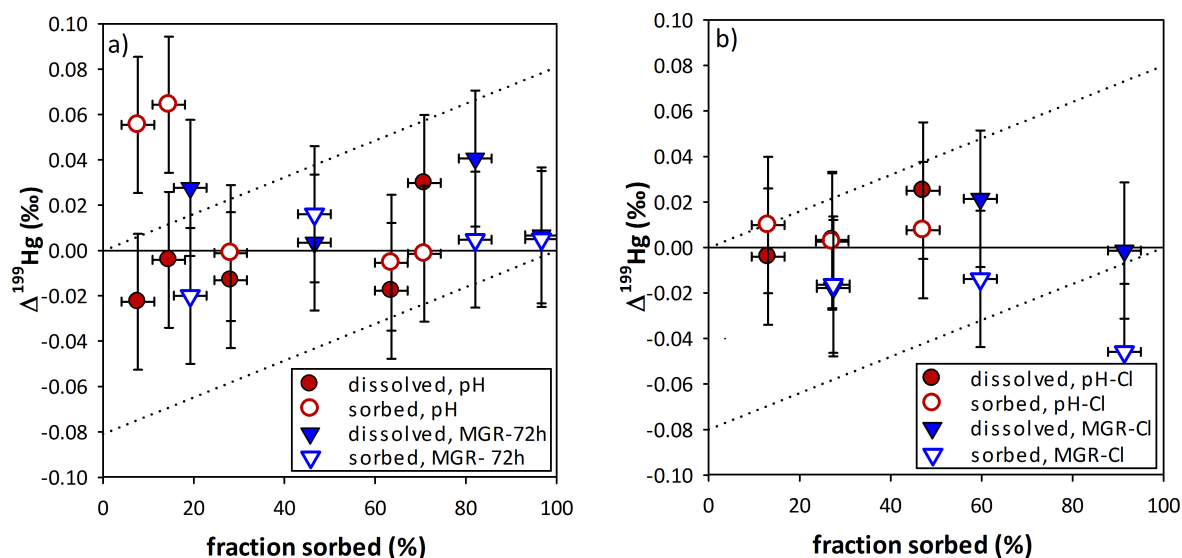 a)
Δ¹⁹⁹Hg (‰)
0.10
0.08
0.06
0.04
0.02
0.00
-0.02
-0.04
-0.06
-0.08
-0.10
dissolved, pH
sorbed, pH
dissolved, MGR-72h
sorbed, MGR- 72h
0 20 40 60 80 100
fraction sorbed (%)
b)
Δ¹⁹⁹Hg (‰)
0.10
0.08
0.06
0.04
0.02
0.00
-0.02
-0.04
-0.06
-0.08
-0.10
dissolved, pH-Cl
sorbed, pH-Cl
dissolved, MGR-Cl
sorbed, MGR-Cl
0 20 40 60 80 100
fraction sorbed (%)